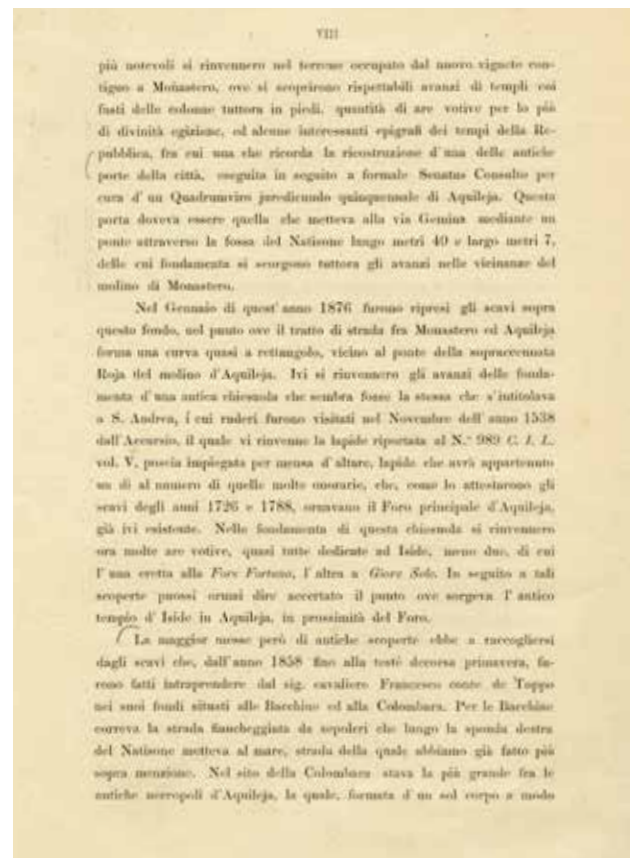 VIII
più notevoli si rinvennero nel terreno occupato dal nuovo vigneto con-
tiguo a Monastero, ove si scopirono rispettabili avanzi di templi coi
fusti delle colonne tuttora in piedi, quantità di are votive per lo più
di divinità egiziane, ed alcune interessanti epigrafi dei tempi della Re-
pubblica, fra cui una che ricorda la ricostruzione d'una delle antiche
porte della città, eseguita in seguito a formale Senatus Consulto per
cura d'un Quadrumviro juredicundo quinquennale di Aquileja. Questa
porta doveva essere quella che metteva alla via Gemina mediante un
ponte attraverso la fossa del Natisone lungo metri 40 e largo metri 7,
delle cui fondamenta si scorgono tuttora gli avanzi nelle vicinanze del
molino di Monastero.
Nel Gennaio di quest'anno 1876 furono ripresi gli scavi sopra
questo fondo, nel punto ove il tratto di strada fra Monastero ed Aquileja
forma una curva quasi a rettangolo, vicino al ponte della sopraccennata
Roja del molino d'Aquileja. Ivi si rinvennero gli avanzi delle fonda-
menta d'una antica chiesuola che sembra fosse la stessa che s'intitolava
a S. Andrea, i cui ruderi furono visitati nel Novembre dell'anno 1538
dall'Accursio, il quale vi rinvenne la lapide riportata al N.° 989 C. I. L.
vol. V, poscia impiegata per mensa d'altare, lapide che avrà appartenuto
un dì al numero di quelle molte onorarie, che, come lo attestarono gli
scavi degli anni 1726 e 1788, ornavano il Foro principale d'Aquileja,
già ivi esistente. Nelle fondamenta di questa chiesuola si rinvennero
ora molte are votive, quasi tutte dedicate ad Iside, meno due, di cui
l'una eretta alla Fors Fortuna, l'altra a Giove Sole. In seguito a tali
scoperte puossi ormai dire accertato il punto ove sorgeva l'antico
tempio d'Iside in Aquileja, in prossimità del Foro.
La maggior messe però di antiche scoperte ebbe a raccogliersi
dagli scavi che, dall'anno 1858 fino alla testè decorsa primavera, fu-
rono fatti intraprendere dal sig. cavaliere Francesco conte de Toppo
nei suoi fondi situati alle Bacchine ed alla Colombara. Per le Bacchine
correva la strada fiancheggiata da sepolcri che lungo la sponda destra
del Natisone metteva al mare, strada della quale abbiamo già fatto più
sopra menzione. Nel sito della Colombara stava la più grande fra le
antiche necropoli d'Aquileja, la quale, formata d'un sol corpo a modo